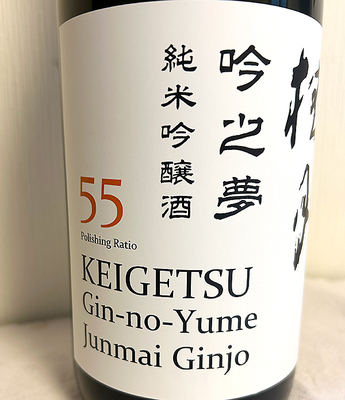 桂月
吟之夢
純米吟醸酒
55
Polishing Ratio
KEIGETSU
Gin-no-Yume
Junmai Ginjo